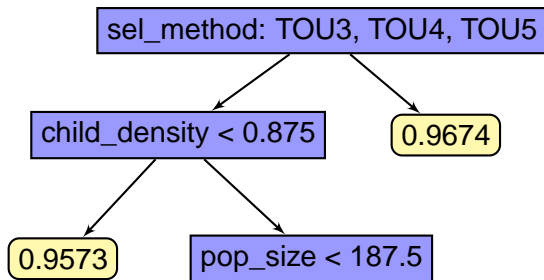 sel_method: TOU3, TOU4, TOU5
child_density < 0.875
0.9674
0.9573
pop_size < 187.5